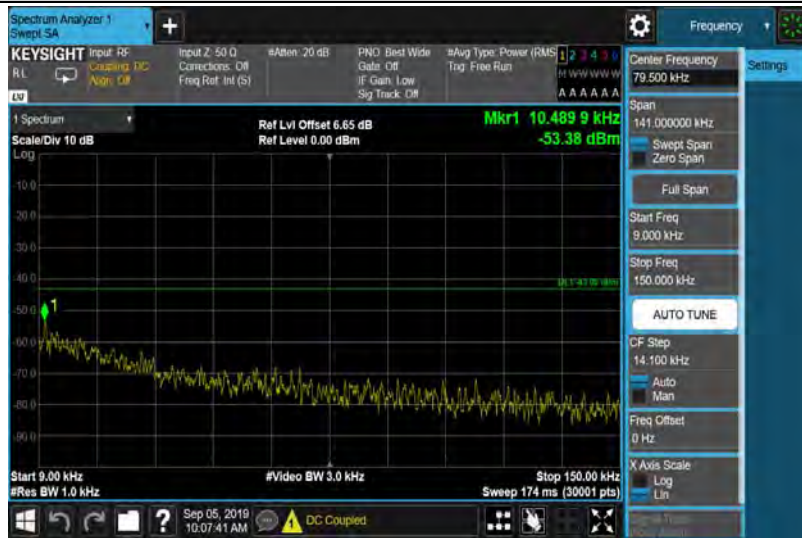 Spectrum Analyzer 1
Swept SA
+
Frequency
KEYSIGHT
RL
LXI
Input: RF
Coupling: DC
Align: Off
Input Z: 50 Ω
Corrections: Off
Freq Ref: Int (S)
#Atten: 20 dB
PNO: Best Wide
Gate: Off
IF Gain: Low
Sig Track: Off
#Avg Type: Power (RMS
Trig: Free Run
1 2 3 4 5 6
M W W W W W
A A A A A A
1 Spectrum
Scale/Div 10 dB
Log
Ref Lvl Offset 6.65 dB
Ref Level 0.00 dBm
Mkr1 10.489 9 kHz
-53.38 dBm
-10.0
-20.0
-30.0
-40.0
-50.0
-60.0
-70.0
-80.0
-90.0
1
DL1 -43.00 dBm
Start 9.00 kHz
#Res BW 1.0 kHz
#Video BW 3.0 kHz
Stop 150.00 kHz
Sweep 174 ms (30001 pts)
Sep 05, 2019
10:07:41 AM
DC Coupled
Center Frequency
79.500 kHz
Settings
Span
141.000000 kHz
Swept Span
Zero Span
Full Span
Start Freq
9.000 kHz
Stop Freq
150.000 kHz
AUTO TUNE
CF Step
14.100 kHz
Auto
Man
Freq Offset
0 Hz
X Axis Scale
Log
Lin